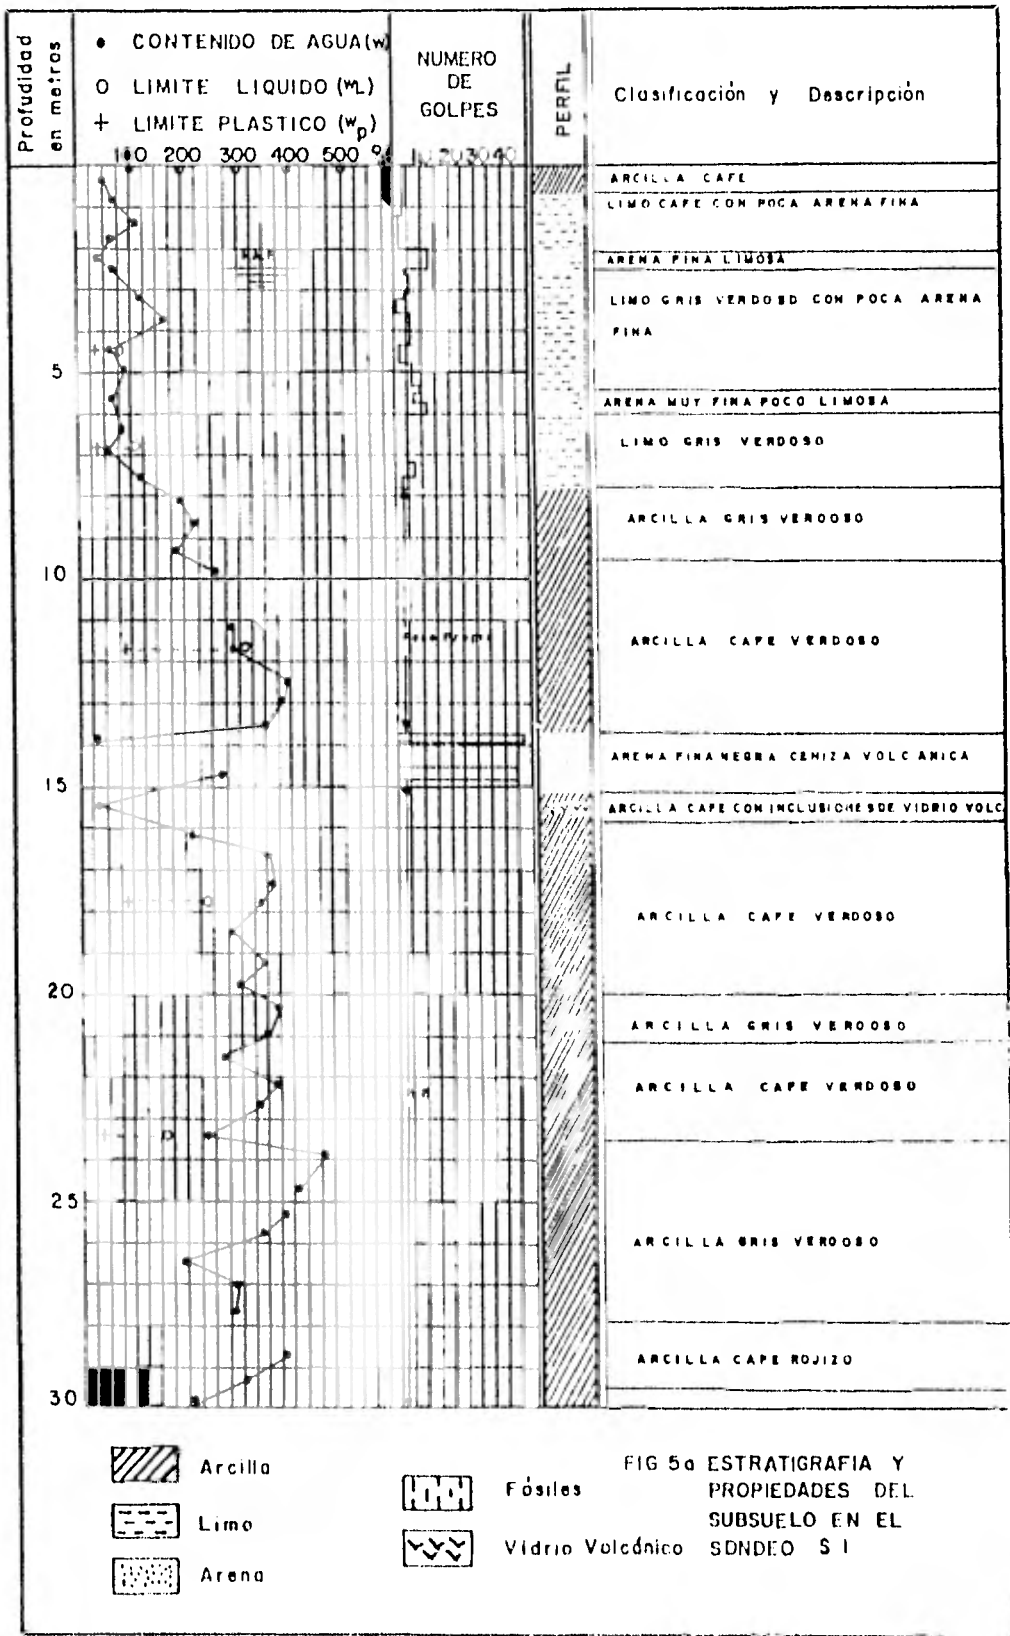 Profudidad
en metros
• CONTENIDO DE AGUA (w)
O LIMITE LIQUIDO (wL)
+ LIMITE PLASTICO (wp)
100 200 300 400 500 %
NUMERO
DE
GOLPES
10 20 30 40
PERFIL
Clasificación y Descripción
ARCILLA CAFE
LIMO CAFE CON POCA ARENA FINA
ARENA FINA LIMOSA
LIMO GRIS VERDOSO CON POCA ARENA
FINA
5
ARENA MUY FINA POCO LIMOSA
LIMO GRIS VERDOSO
ARCILLA GRIS VERDOSO
10
ARCILLA CAFE VERDOSO
ARENA FINA NEGRA CENIZA VOLCANICA
15
ARCILLA CAFE CON INCLUSIONES DE VIDRIO VOLC
ARCILLA CAFE VERDOSO
20
ARCILLA GRIS VERDOSO
ARCILLA CAFE VERDOSO
25
ARCILLA GRIS VERDOSO
ARCILLA CAFE ROJIZO
30
Arcilla
Limo
Arena
Fósiles
Vidrio Volcánico
FIG 5a ESTRATIGRAFIA Y
PROPIEDADES DEL
SUBSUELO EN EL
SONDEO S I